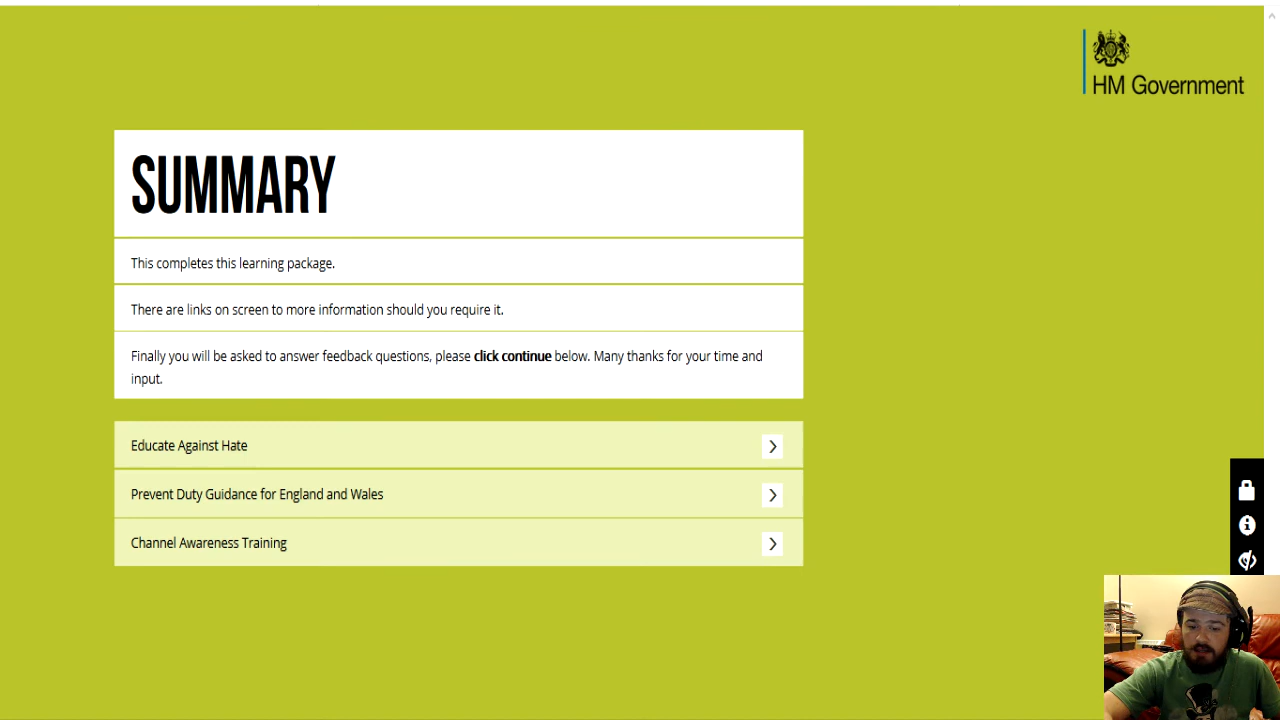 HM Government
SUMMARY
This completes this learning package.
There are links on screen to more information should you require it.
Finally you will be asked to answer feedback questions, please click continue below. Many thanks for your time and
input.
Educate Against Hate
Prevent Duty Guidance for England and Wales
Channel Awareness Training